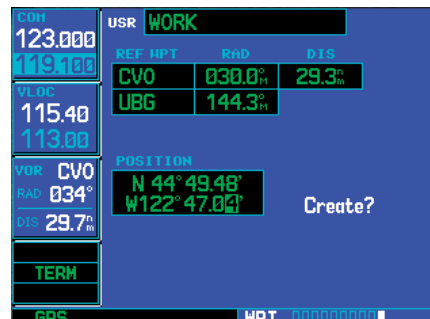 COM
123.000
119.100
VLOC
115.40
113.00
VOR CVO
RAD 034°
DIS 29.7nm
TERM
GPS
USR WORK
REF WPT RAD DIS
CVO 030.0°M 29.3nm
UBG 144.3°M
POSITION
N 44°49.48'
W122°47.04'
Create?
WPT